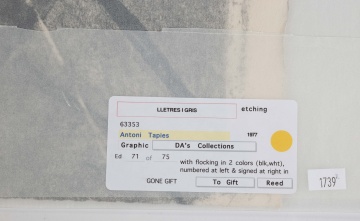 LLETRES I GRIS etching
63353
Antoni Tapies 1977
Graphic DA's Collections
Ed 71 of 75 with flocking in 2 colors (blk,wht),
numbered at left & signed at right in
GONE GIFT To Gift Reed
1739